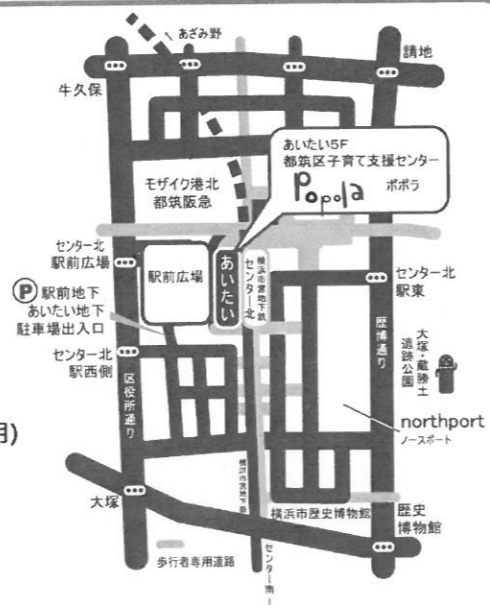 あざみ野
牛久保
請地
あいたい5F
都筑区子育て支援センター
Popola ポポラ
モザイク港北
都筑阪急
センター北
駅前広場
駅前広場
あいたい
横浜市営地下鉄
センター北
センター北
駅東
P 駅前地下
あいたい地下
駐車場出入口
センター北
駅西側
区役所通り
歴博通り
大塚・歳勝土
遺跡公園
northport
ノースポート
月)
大塚
横浜市営地下鉄
横浜市歴史博物館
歴史
博物館
歩行者専用道路
センター南